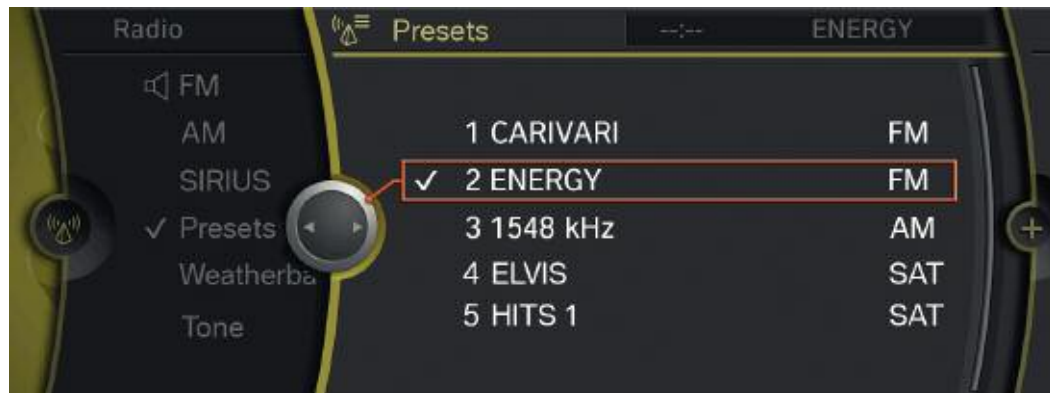 Radio
Presets --:-- ENERGY
FM
AM
SIRIUS
✓ Presets
Weatherba
Tone
1 CARIVARI FM
✓ 2 ENERGY FM
3 1548 kHz AM
4 ELVIS SAT
5 HITS 1 SAT